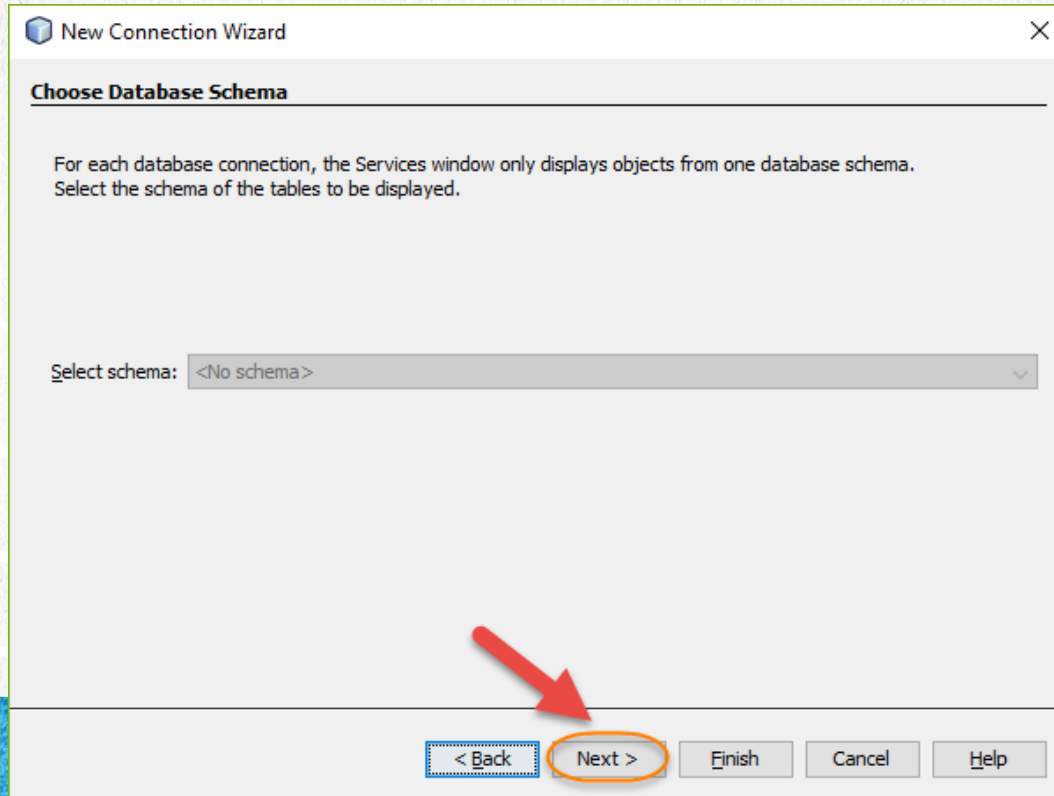 New Connection Wizard
Choose Database Schema
For each database connection, the Services window only displays objects from one database schema.
Select the schema of the tables to be displayed.
Select schema: <No schema>
< Back Next > Finish Cancel Help